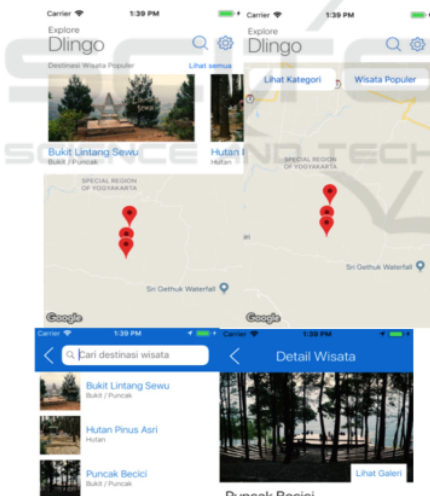 Carrier 1:39 PM
Explore
Dlingo
Destinasi Wisata Populer Lihat semua
Bukit Lintang Sewu
Bukit / Puncak
Hutan
Hutan
SPECIAL REGION
OF YOGYAKARTA
Sri Gethuk Waterfall
Google
Carrier 1:39 PM
Explore
Dlingo
Lihat Kategori Wisata Populer
SPECIAL REGION
OF YOGYAKARTA
Sri Gethuk Waterfall
Google
Carrier 1:39 PM
Cari destinasi wisata
Bukit Lintang Sewu
Bukit / Puncak
Hutan Pinus Asri
Hutan
Puncak Becici
Bukit / Puncak
Carrier 1:39 PM
Detail Wisata
Lihat Galeri
Puncak Becici